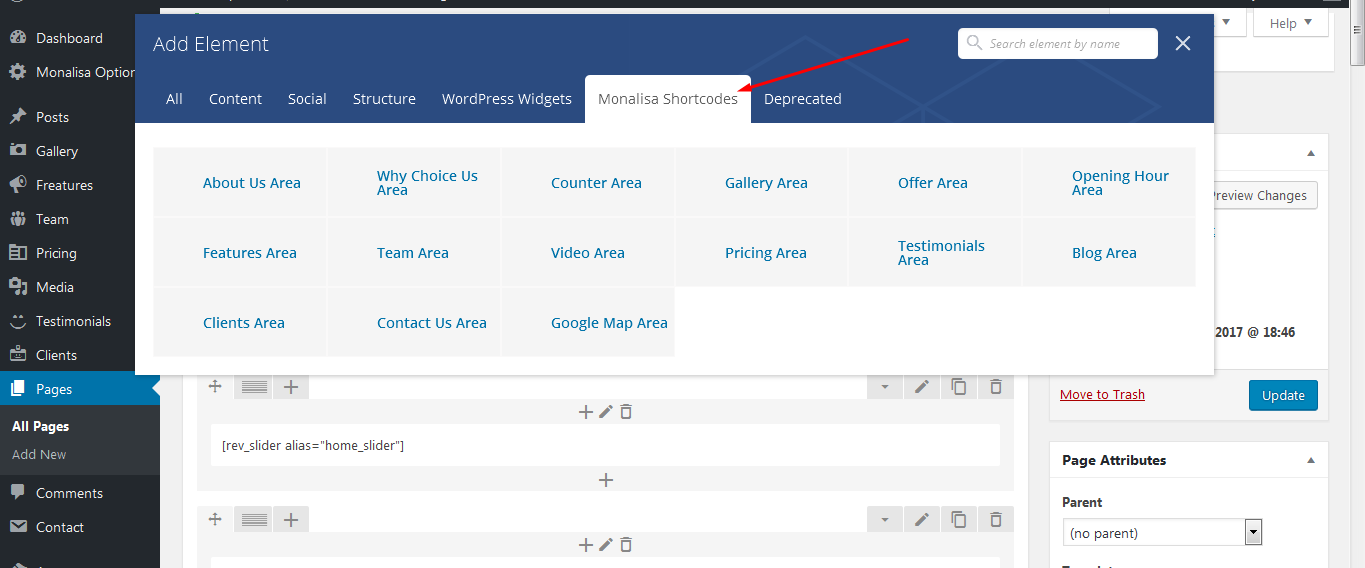 Add Element
Search element by name
Help
All
Content
Social
Structure
WordPress Widgets
Monalisa Shortcodes
Deprecated
About Us Area
Why Choice Us
Area
Counter Area
Gallery Area
Offer Area
Opening Hour
Area
Features Area
Team Area
Video Area
Pricing Area
Testimonials
Area
Blog Area
Clients Area
Contact Us Area
Google Map Area
Dashboard
Monalisa Option
Posts
Gallery
Freatures
Team
Pricing
Media
Testimonials
Clients
Pages
All Pages
Add New
Comments
Contact
[rev_slider alias="home_slider"]
Preview Changes
2017 @ 18:46
Move to Trash
Update
Page Attributes
Parent
(no parent)